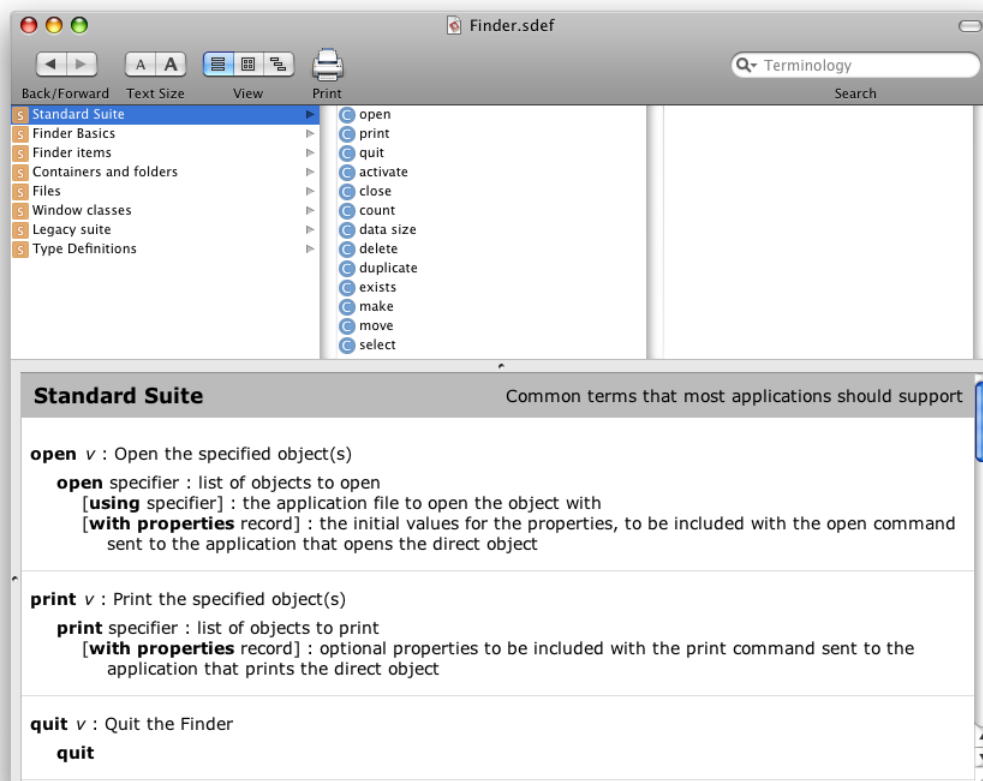 Finder.sdef
A A
Back/Forward Text Size View Print
Terminology
Search
S Standard Suite
S Finder Basics
S Finder items
S Containers and folders
S Files
S Window classes
S Legacy suite
S Type Definitions
C open
C print
C quit
C activate
C close
C count
C data size
C delete
C duplicate
C exists
C make
C move
C select
Standard Suite Common terms that most applications should support
open v : Open the specified object(s)
open specifier : list of objects to open
[using specifier] : the application file to open the object with
[with properties record] : the initial values for the properties, to be included with the open command
sent to the application that opens the direct object
print v : Print the specified object(s)
print specifier : list of objects to print
[with properties record] : optional properties to be included with the print command sent to the
application that prints the direct object
quit v : Quit the Finder
quit